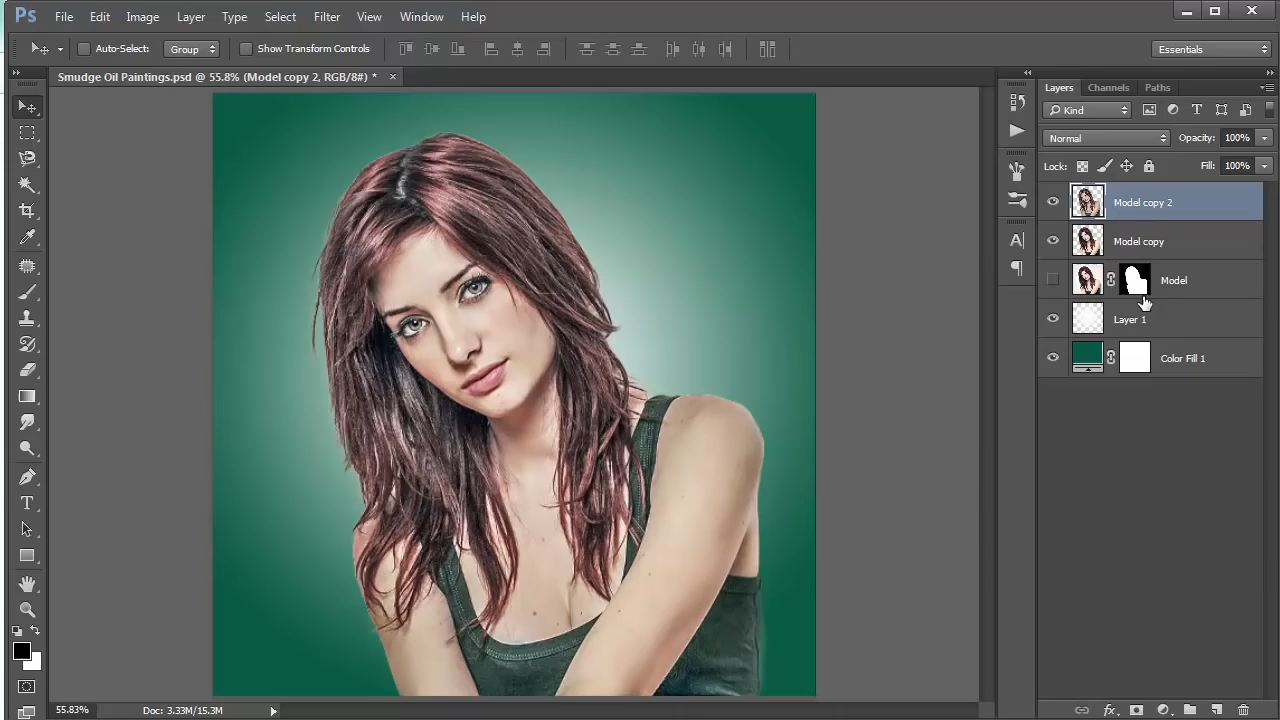 Ps File Edit Image Layer Type Select Filter View Window Help
Auto-Select: Group Show Transform Controls Essentials
Smudge Oil Paintings.psd @ 55.8% (Model copy 2, RGB/8#) * ×
Layers Channels Paths
Kind
Normal Opacity: 100%
Lock: Fill: 100%
Model copy 2
Model copy
Model
Layer 1
Color Fill 1
55.83% Doc: 3.33M/15.3M